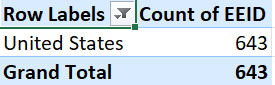 Row Labels Count of EEID
United States 643
Grand Total 643